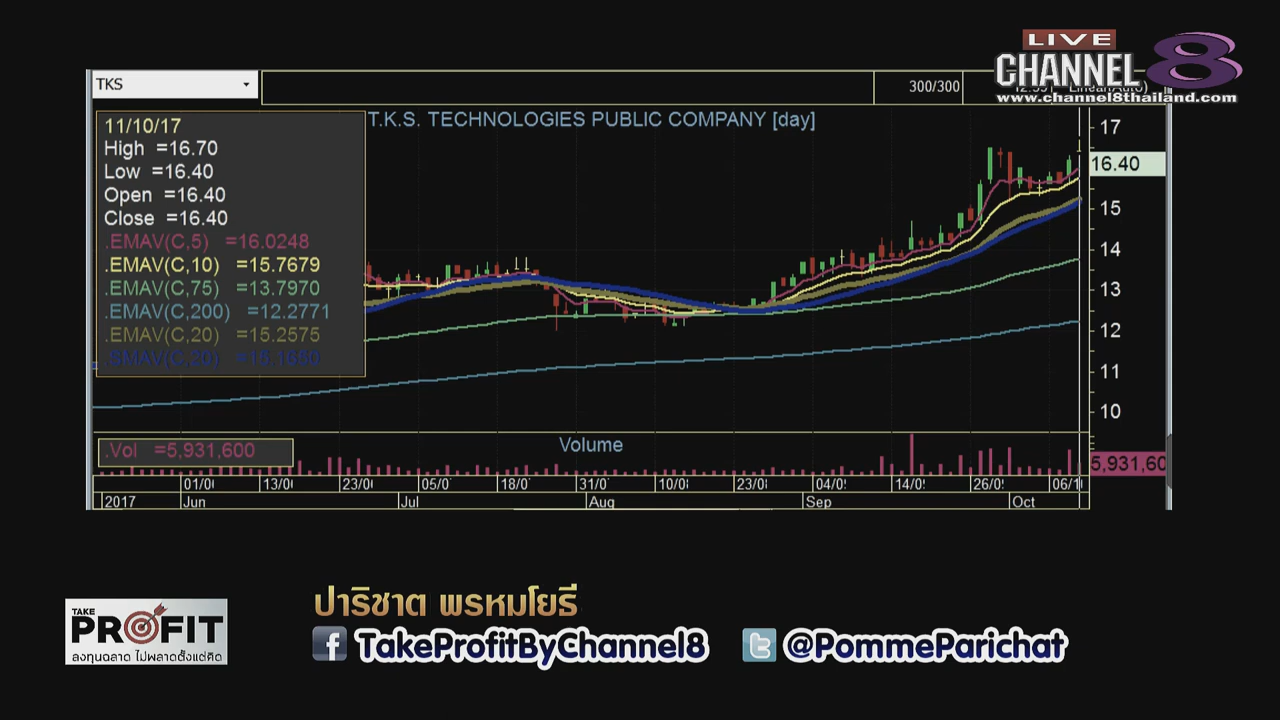 LIVE
CHANNEL 8
www.channel8thailand.com
TKS
300/300
T.K.S. TECHNOLOGIES PUBLIC COMPANY [day]
11/10/17
High =16.70
Low =16.40
Open =16.40
Close =16.40
.EMAV(C,5) =16.0248
.EMAV(C,10) =15.7679
.EMAV(C,75) =13.7970
.EMAV(C,200) =12.2771
.EMAV(C,20) =15.2575
17
16.40
15
14
13
12
11
10
.Vol =5,931,600
Volume
5,931,60
01/0 13/0 23/0 05/0 18/0 31/0 10/0 23/0 04/0 14/0 26/0 06/1
2017 Jun Jul Aug Sep Oct
TAKE
PROFIT
ลงทุนฉลาด ไม่พลาดตั้งแต่คิด
ปาริชาต พรหมโยธี
f TakeProfitByChannel8
t @PommeParichat